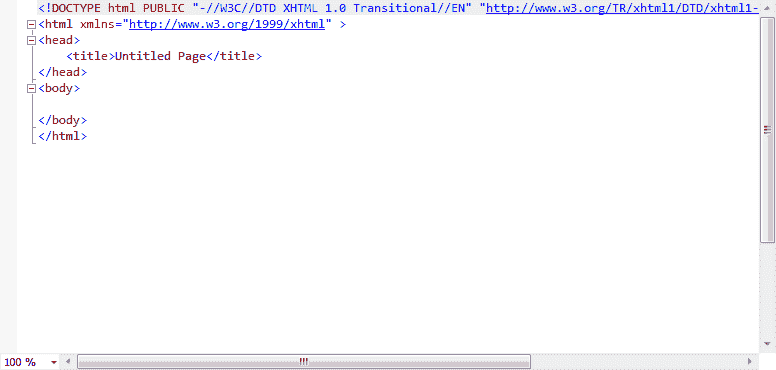 <!DOCTYPE html PUBLIC "-//W3C//DTD XHTML 1.0 Transitional//EN" "http://www.w3.org/TR/xhtml1/DTD/xhtml1-
<html xmlns="http://www.w3.org/1999/xhtml" >
<head>
    <title>Untitled Page</title>
</head>
<body>
</body>
</html>
100 %